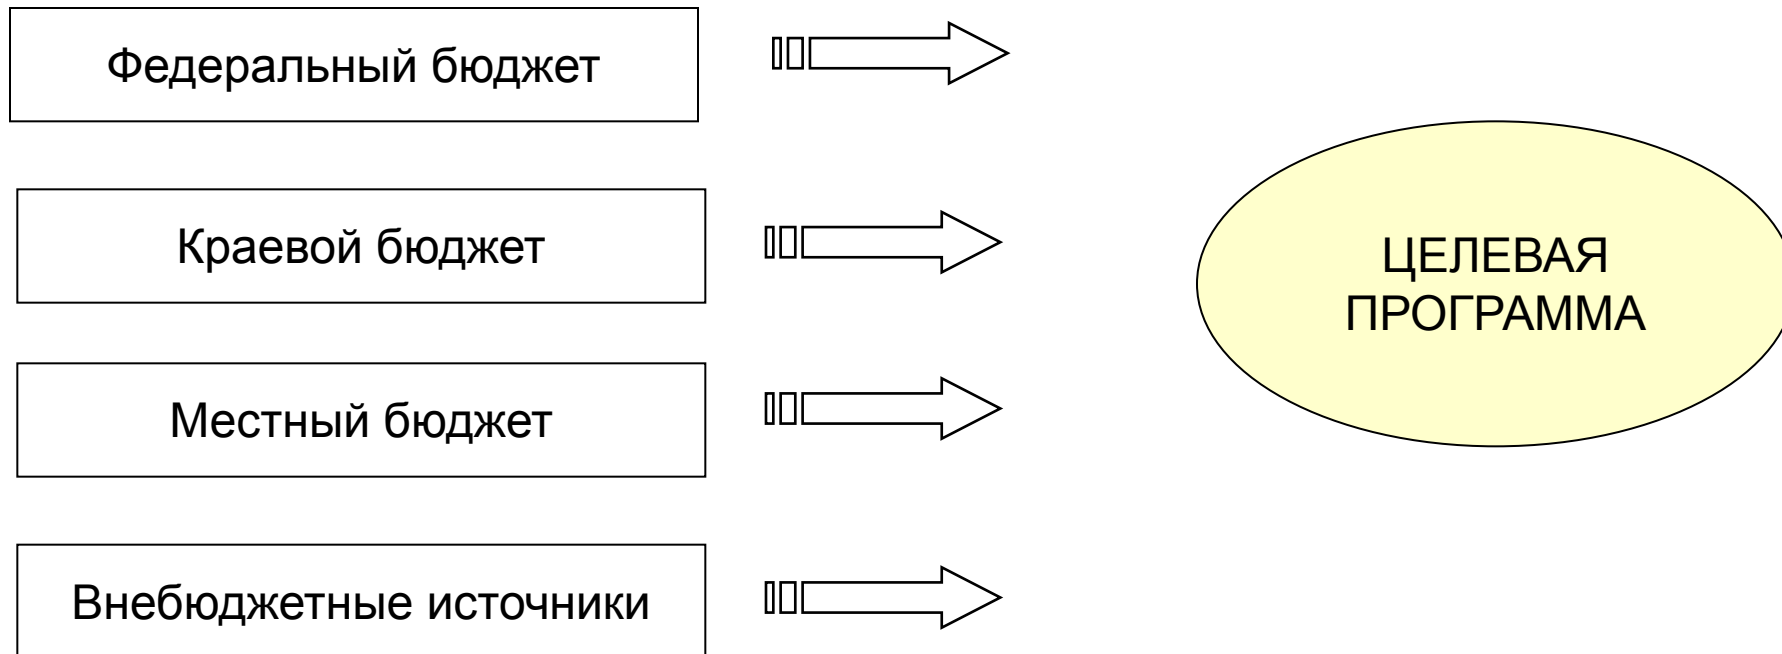 Федеральный бюджет
Краевой бюджет
Местный бюджет
Внебюджетные источники
ЦЕЛЕВАЯ
ПРОГРАММА